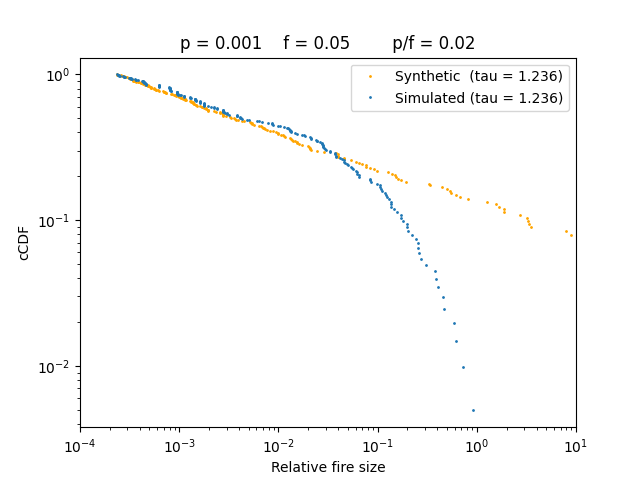 p = 0.001    f = 0.05        p/f = 0.02
Synthetic  (tau = 1.236)
Simulated (tau = 1.236)
cCDF
10⁰
10⁻¹
10⁻²
10⁻⁴ 10⁻³ 10⁻² 10⁻¹ 10⁰ 10¹
Relative fire size